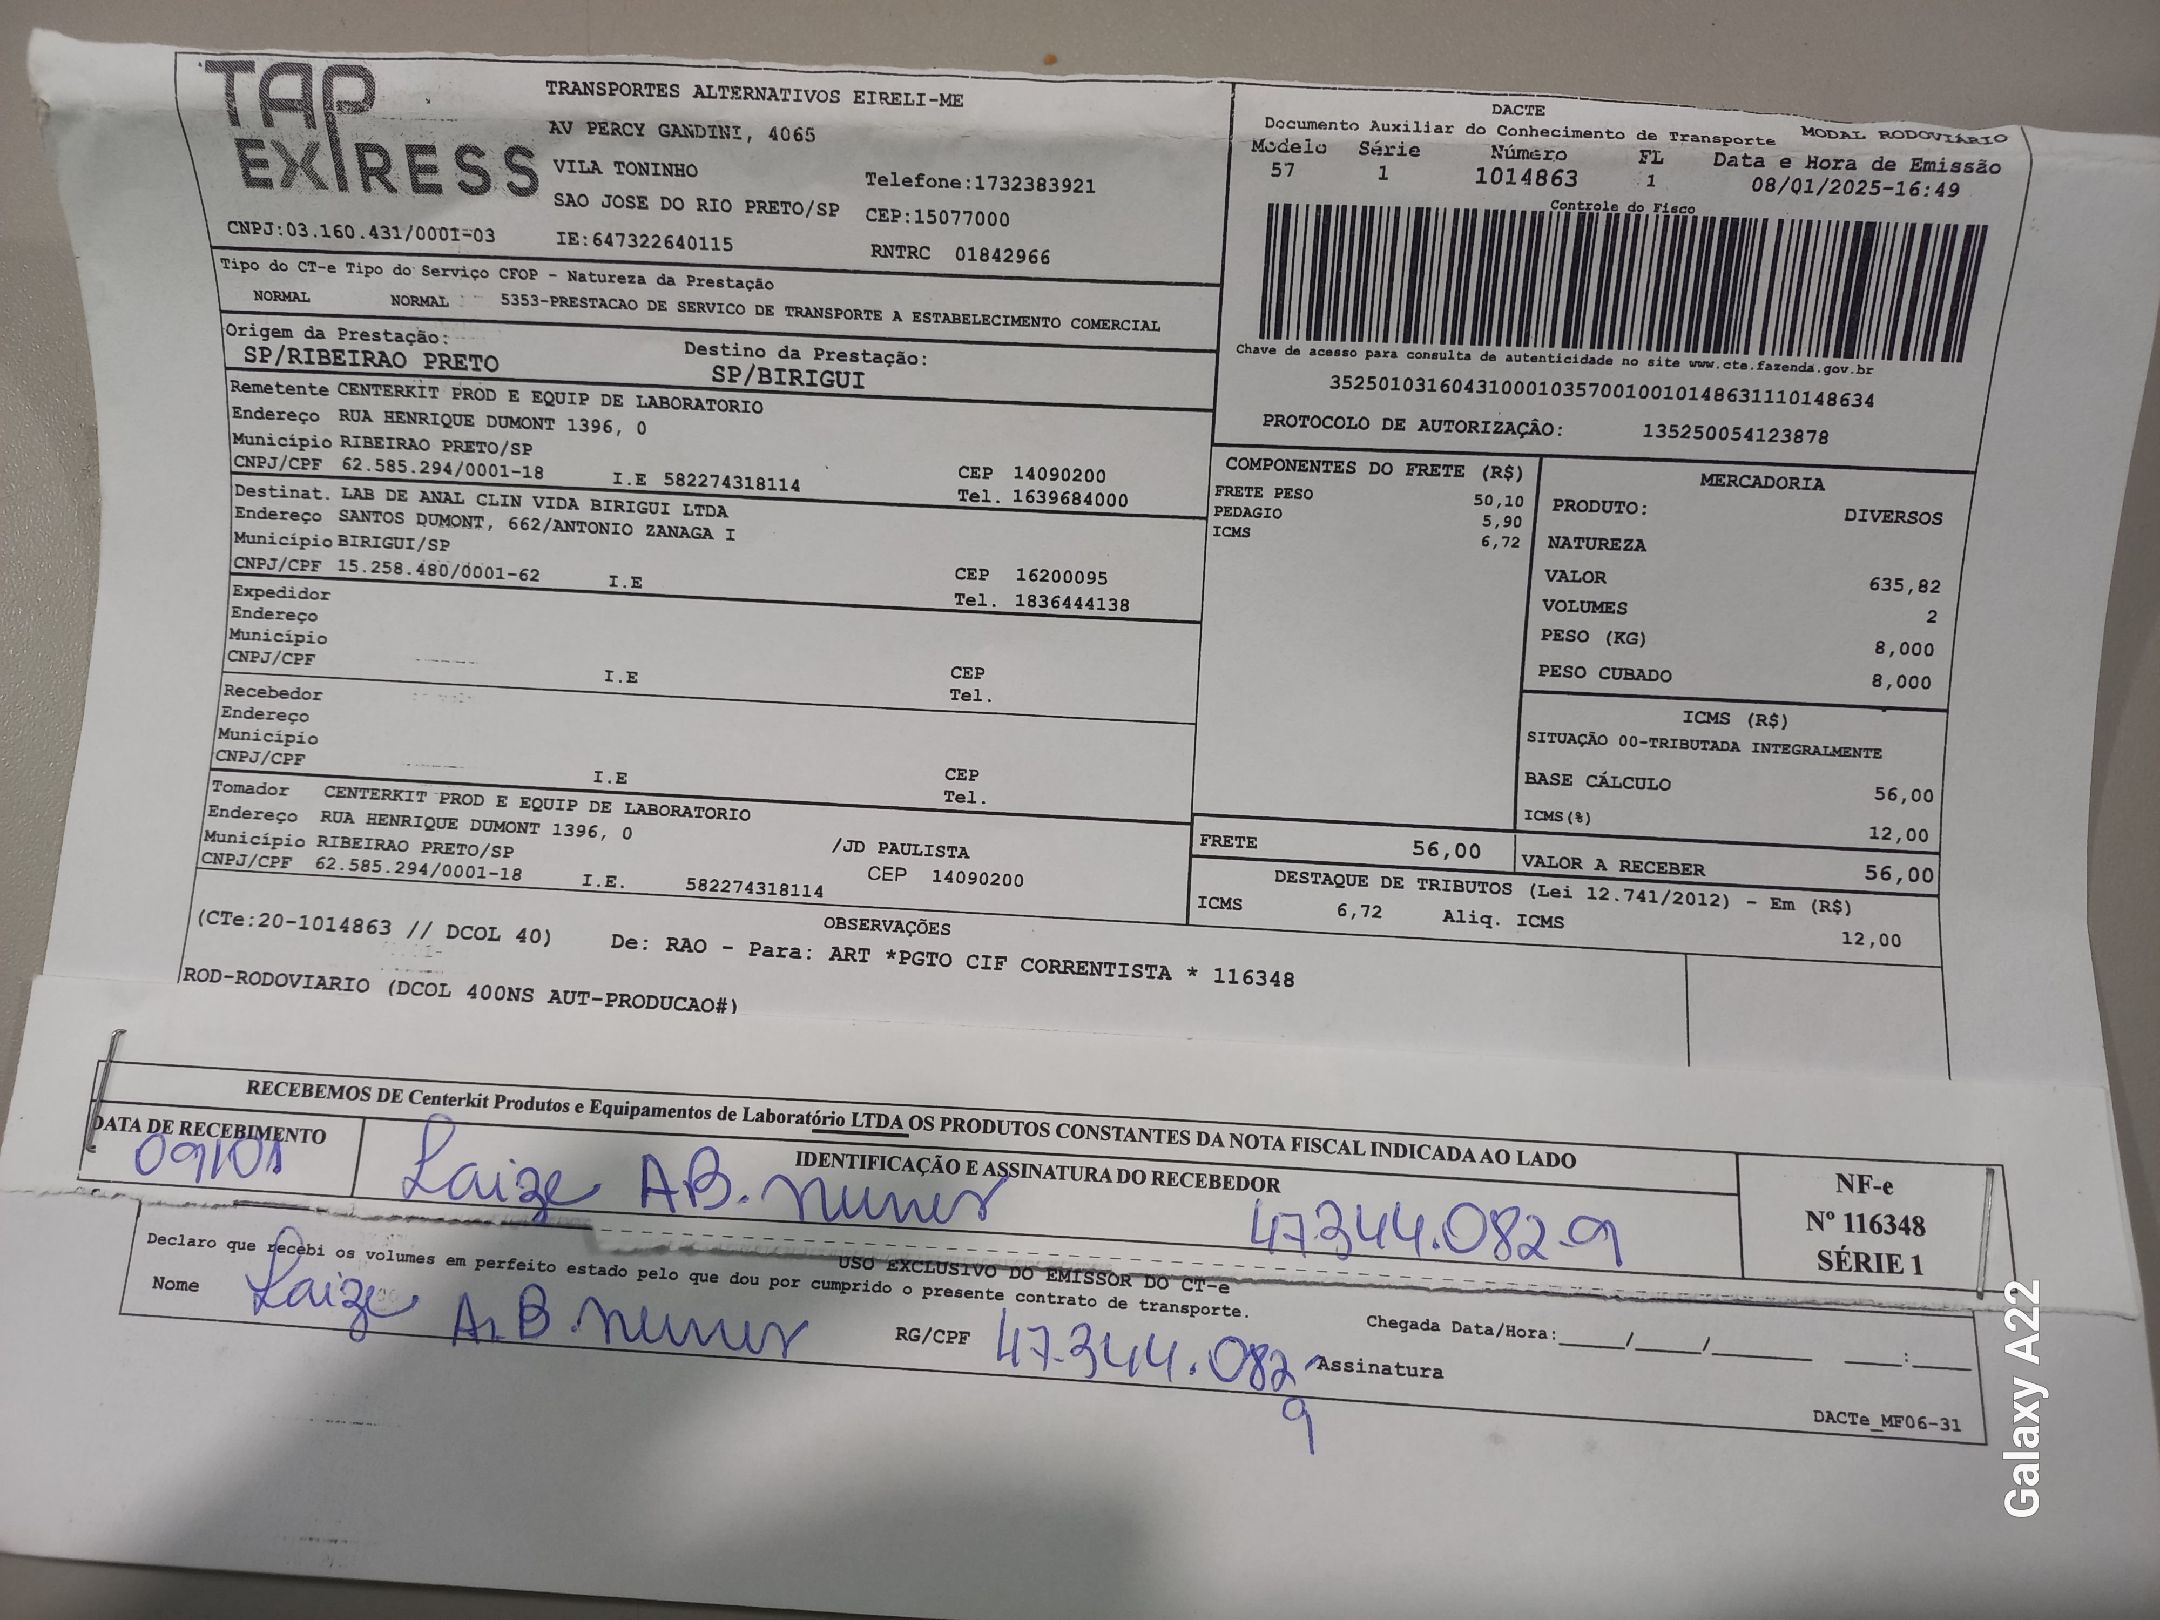 TAP EXPRESS
TRANSPORTES ALTERNATIVOS EIRELI-ME
AV PERCY GANDINI, 4065
VILA TONINHO
Telefone:1732383921
SAO JOSE DO RIO PRETO/SP CEP:15077000
CNPJ:03.160.431/0001-03 IE:647322640115 RNTRC 01842966
DACTE
Documento Auxiliar do Conhecimento de Transporte MODAL RODOVIÁRIO
Modelo Série Número FL Data e Hora de Emissão
57 1 1014863 1 08/01/2025-16:49
Controle do Fisco
Chave de acesso para consulta de autenticidade no site www.cte.fazenda.gov.br
35250103160431000103570010010148631110148634
PROTOCOLO DE AUTORIZAÇÃO: 135250054123878
Tipo do CT-e Tipo do Serviço CFOP - Natureza da Prestação
NORMAL NORMAL 5353-PRESTACAO DE SERVICO DE TRANSPORTE A ESTABELECIMENTO COMERCIAL
Origem da Prestação: Destino da Prestação:
SP/RIBEIRAO PRETO SP/BIRIGUI
Remetente CENTERKIT PROD E EQUIP DE LABORATORIO
Endereço RUA HENRIQUE DUMONT 1396, 0
Município RIBEIRAO PRETO/SP CEP 14090200
CNPJ/CPF 62.585.294/0001-18 I.E 582274318114 Tel. 1639684000
Destinat. LAB DE ANAL CLIN VIDA BIRIGUI LTDA
Endereço SANTOS DUMONT, 662/ANTONIO ZANAGA I
Município BIRIGUI/SP CEP 16200095
CNPJ/CPF 15.258.480/0001-62 I.E Tel. 1836444138
Expedidor
Endereço
Município CEP
CNPJ/CPF I.E Tel.
Recebedor
Endereço
Município CEP
CNPJ/CPF I.E Tel.
Tomador CENTERKIT PROD E EQUIP DE LABORATORIO
Endereço RUA HENRIQUE DUMONT 1396, 0 /JD PAULISTA
Município RIBEIRAO PRETO/SP CEP 14090200
CNPJ/CPF 62.585.294/0001-18 I.E. 582274318114
COMPONENTES DO FRETE (R$)
FRETE PESO 50,10
PEDAGIO 5,90
ICMS 6,72
MERCADORIA
PRODUTO: DIVERSOS
NATUREZA
VALOR 635,82
VOLUMES 2
PESO (KG) 8,000
PESO CUBADO 8,000
ICMS (R$)
SITUAÇÃO 00-TRIBUTADA INTEGRALMENTE
BASE CÁLCULO 56,00
ICMS(%) 12,00
FRETE 56,00 VALOR A RECEBER 56,00
DESTAQUE DE TRIBUTOS (Lei 12.741/2012) - Em (R$)
ICMS 6,72 Aliq. ICMS 12,00
OBSERVAÇÕES
(CTe:20-1014863 // DCOL 40) De: RAO - Para: ART *PGTO CIF CORRENTISTA * 116348
ROD-RODOVIARIO (DCOL 400NS AUT-PRODUCAO#)
RECEBEMOS DE Centerkit Produtos e Equipamentos de Laboratório LTDA OS PRODUTOS CONSTANTES DA NOTA FISCAL INDICADA AO LADO
DATA DE RECEBIMENTO IDENTIFICAÇÃO E ASSINATURA DO RECEBEDOR
09/01 Laize A B. Nunes 47.344.082-9
NF-e
Nº 116348
SÉRIE 1
USO EXCLUSIVO DO EMISSOR DO CT-e
Declaro que recebi os volumes em perfeito estado pelo que dou por cumprido o presente contrato de transporte.
Nome Laize A. B. Nunes RG/CPF 47.344.082-9 Assinatura
Chegada Data/Hora:____/____/______ ____:____
DACTe_MF06-31
Galaxy A22